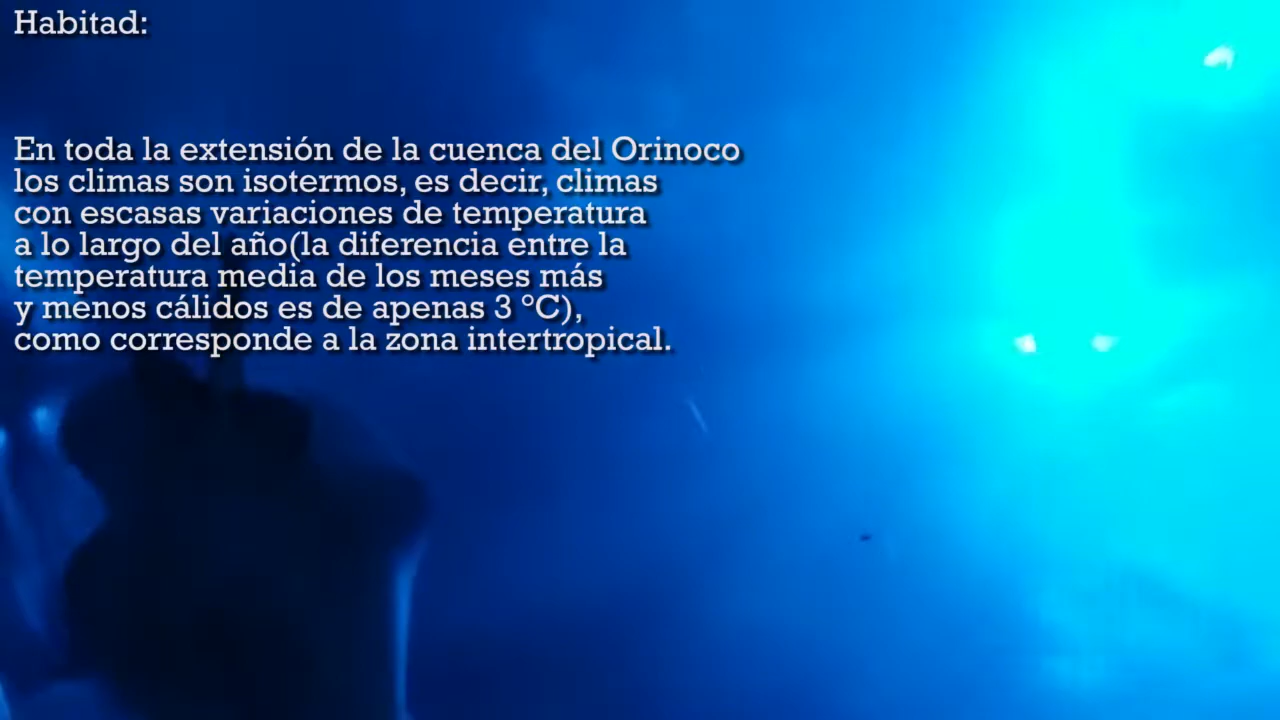 Habitad:
En toda la extensión de la cuenca del Orinoco
los climas son isotermos, es decir, climas
con escasas variaciones de temperatura
a lo largo del año(la diferencia entre la
temperatura media de los meses más
y menos cálidos es de apenas 3 °C),
como corresponde a la zona intertropical.